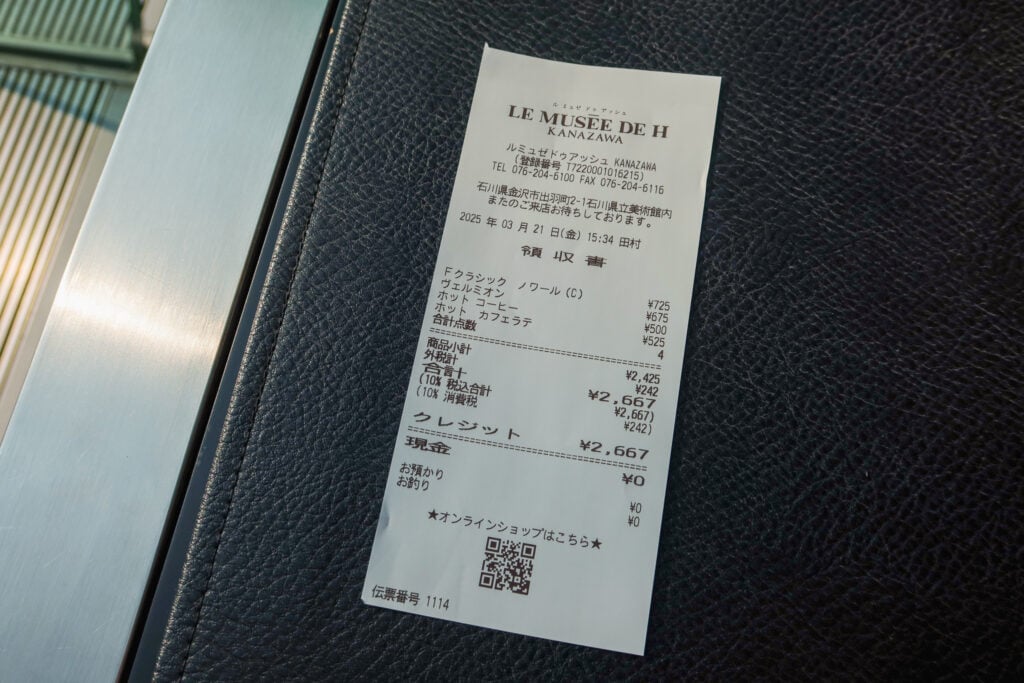 ル ミュゼ ドゥ アッシュ
LE MUSĒE DE H
KANAZAWA
ルミュゼドゥアッシュ KANAZAWA
(登録番号 T7220001016215)
TEL 076-204-6100 FAX 076-204-6116
石川県金沢市出羽町2-1石川県立美術館内
またのご来店お待ちしております。
2025 年 03 月 21 日(金) 15:34 田村
領 収 書
Fクラシック ノワール(C) ¥725
ヴェルミオン ¥675
ホット コーヒー ¥500
ホット カフェラテ ¥525
合計点数 4
商品小計 ¥2,425
外税計 ¥242
合計 ¥2,667
(10% 税込合計 ¥2,667)
(10% 消費税 ¥242)
クレジット ¥2,667
現金 ¥0
お預かり ¥0
お釣り ¥0
★オンラインショップはこちら★
伝票番号 1114